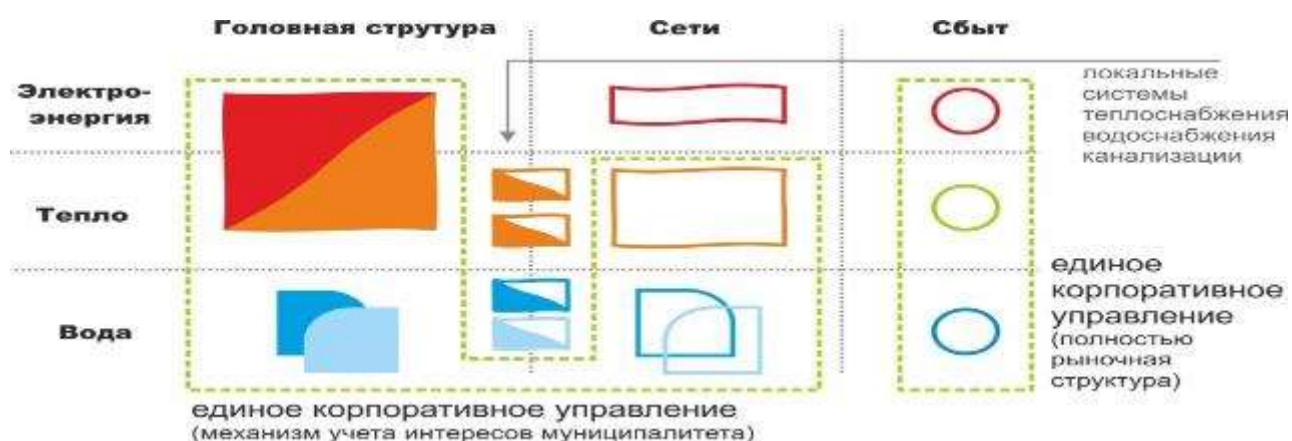 Головная струтура
Сети
Сбыт
Электро-
энергия
локальные
системы
теплоснабжения
водоснабжения
канализации
Тепло
Вода
единое
корпоративное
управление
(полностью
рыночная
структура)
единое корпоративное управление
(механизм учета интересов муниципалитета)